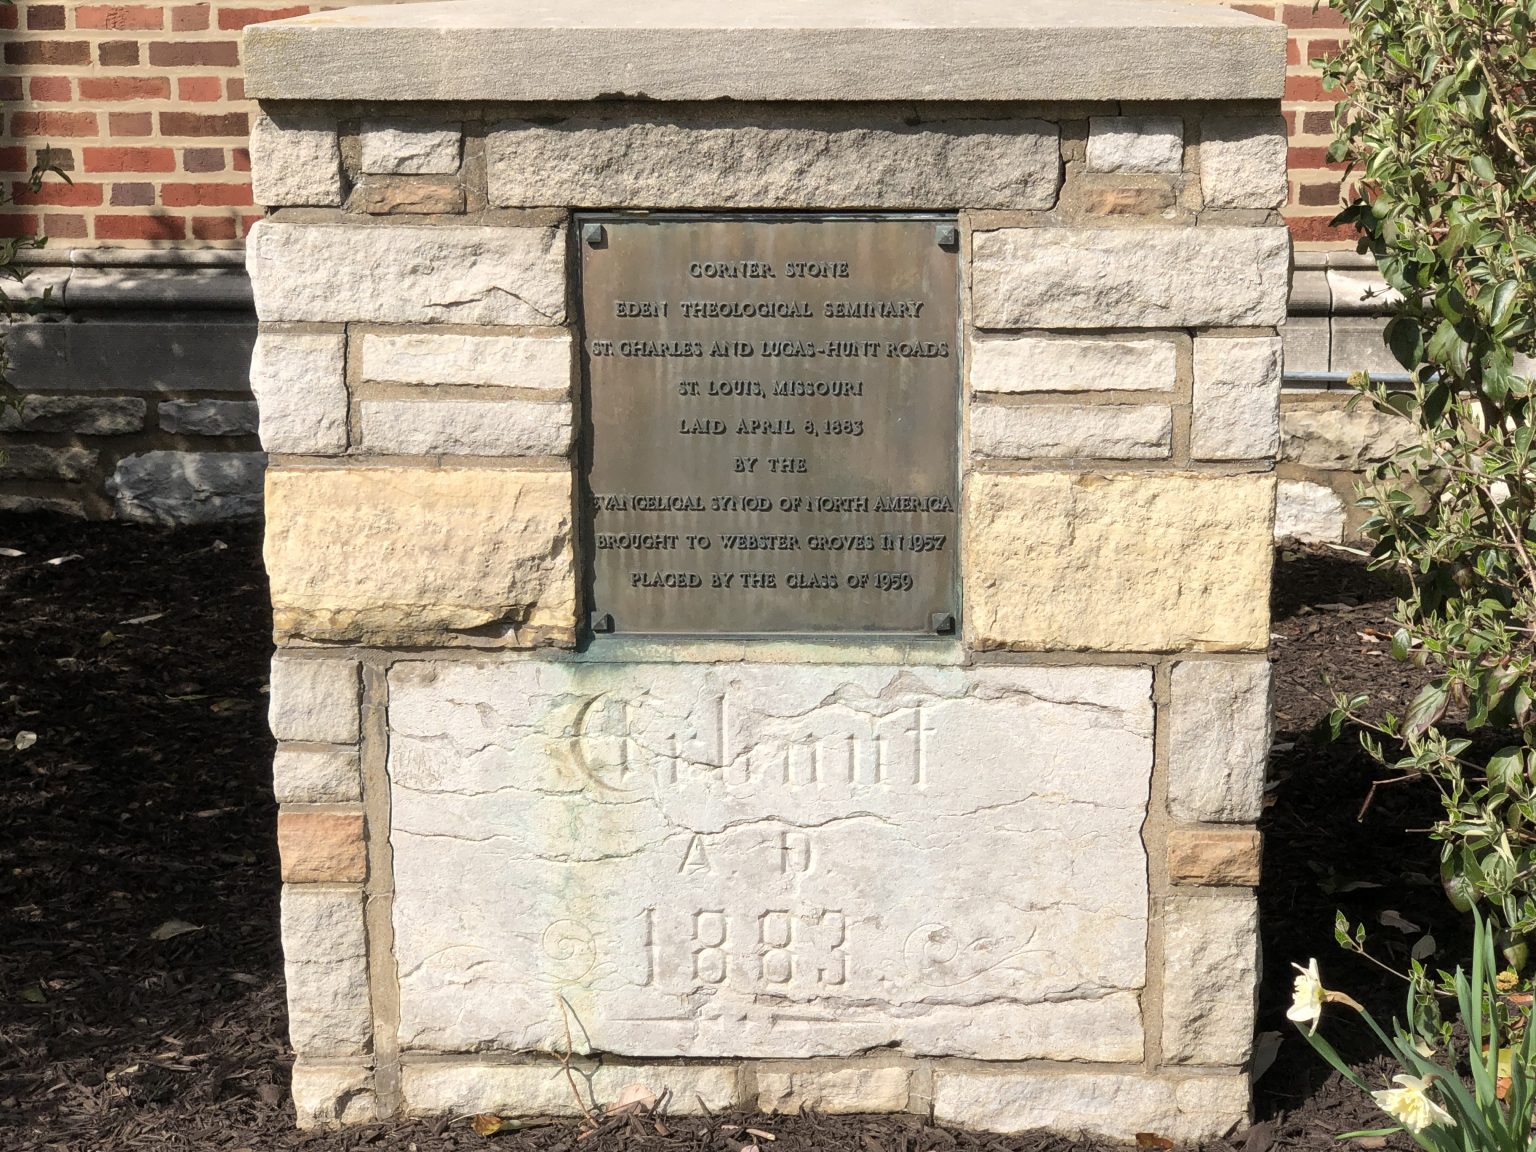 CORNER STONE
EDEN THEOLOGICAL SEMINARY
ST. CHARLES AND LUCAS-HUNT ROADS
ST. LOUIS, MISSOURI
LAID APRIL 8, 1883
BY THE
EVANGELICAL SYNOD OF NORTH AMERICA
BROUGHT TO WEBSTER GROVES IN 1957
PLACED BY THE CLASS OF 1959
Erbaut
A D.
1883.